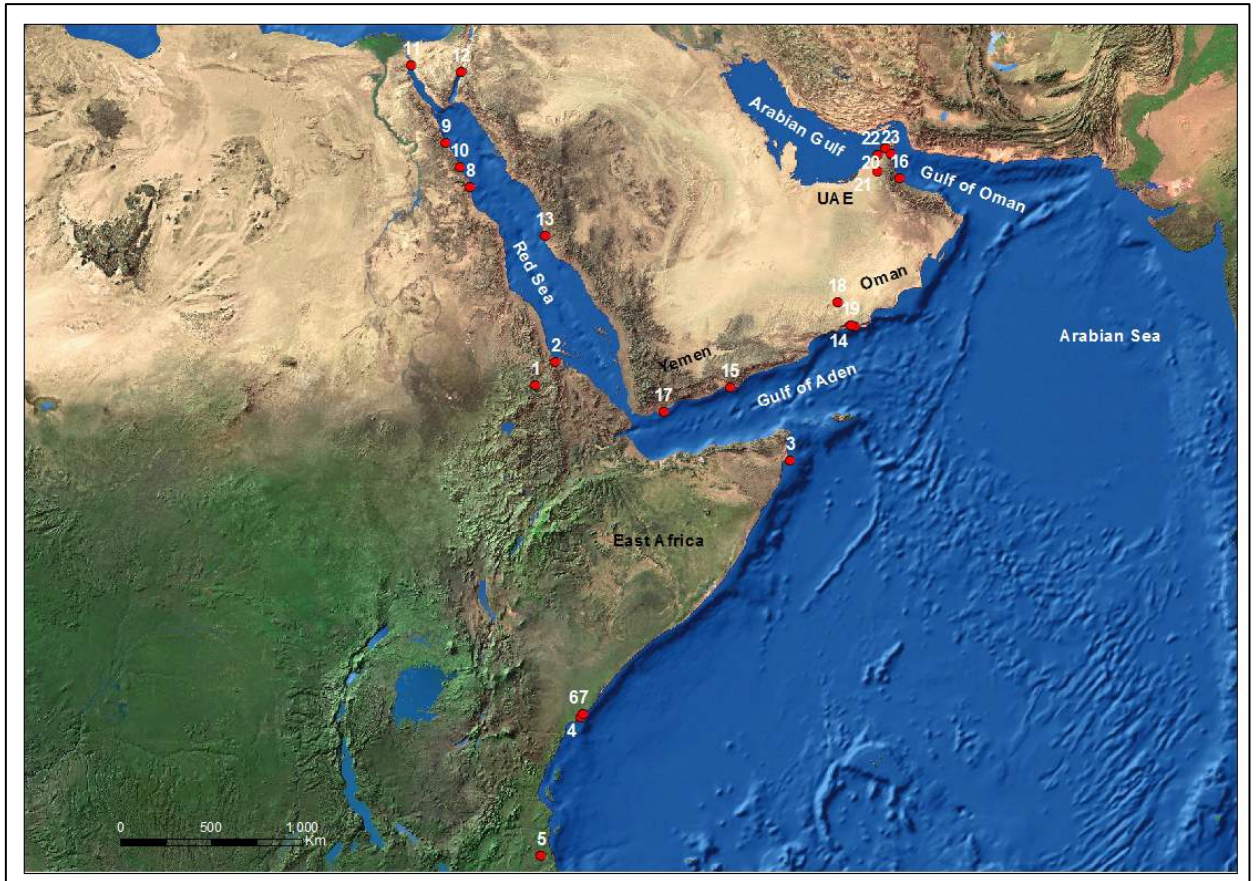 11
12
9
10
8
13
Red Sea
Arabian Gulf
22
23
20
16
21
Gulf of Oman
UAE
18
Oman
19
14
Arabian Sea
2
1
Yemen
15
Gulf of Aden
17
3
East Africa
67
4
5
0 500 1,000
Km